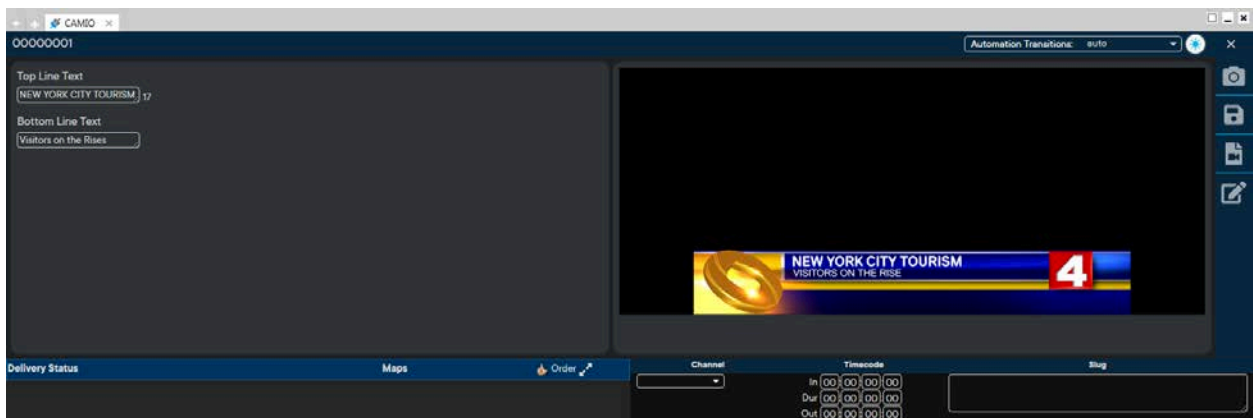 CAMIO
00000001
Automation Transitions: auto
Top Line Text
NEW YORK CITY TOURISM 17
Bottom Line Text
Visitors on the Rises
NEW YORK CITY TOURISM
VISITORS ON THE RISE
4
Delivery Status Maps Order
Channel Timecode Slug
In 00 00 00 00
Dur 00 00 00 00
Out 00 00 00 00